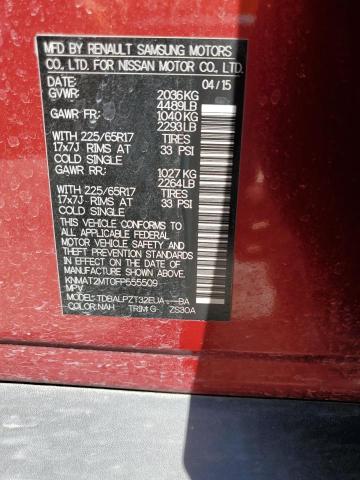 MFD BY RENAULT SAMSUNG MOTORS
CO., LTD. FOR NISSAN MOTOR CO., LTD.
DATE: 04/15
GVWR: 2036KG
4489LB
GAWR FR: 1040KG
2293LB
WITH 225/65R17 TIRES
17x7J RIMS AT 33 PSI
COLD SINGLE
GAWR RR: 1027KG
2264LB
WITH 225/65R17 TIRES
17x7J RIMS AT 33 PSI
COLD SINGLE
THIS VEHICLE CONFORMS TO
ALL APPLICABLE FEDERAL
MOTOR VEHICLE SAFETY, BUMPER,
AND THEFT PREVENTION STANDARDS
IN EFFECT ON THE DATE OF
MANUFACTURE SHOWN ABOVE.
KNMAT2MT0FP555509
MPV
MODEL: TDBALPZT32EUA---BA
COLOR: NAH TRIM: G ZS30A